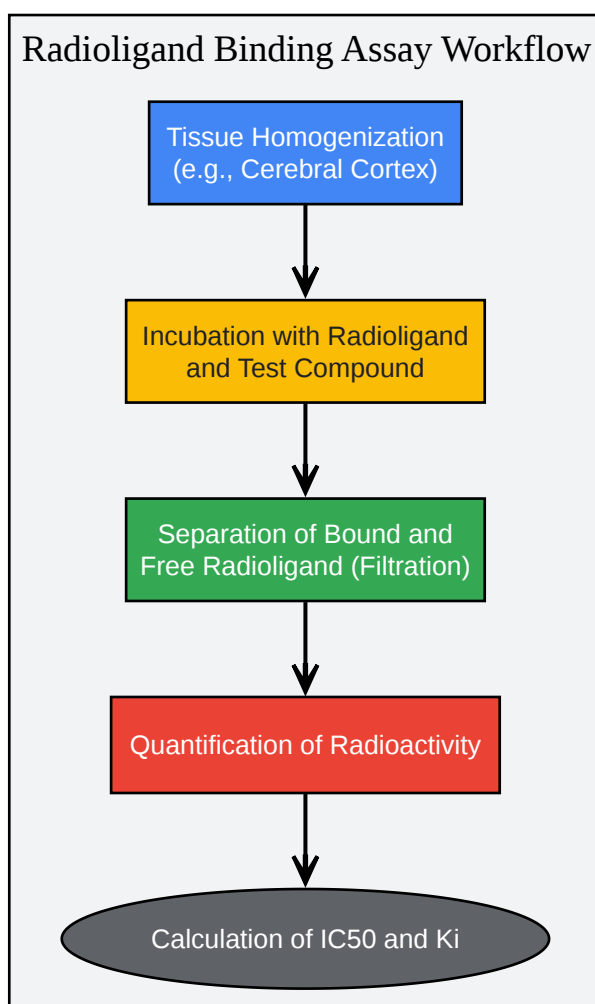 Radioligand Binding Assay Workflow
Tissue Homogenization
(e.g., Cerebral Cortex)
Incubation with Radioligand
and Test Compound
Separation of Bound and
Free Radioligand (Filtration)
Quantification of Radioactivity
Calculation of IC50 and Ki